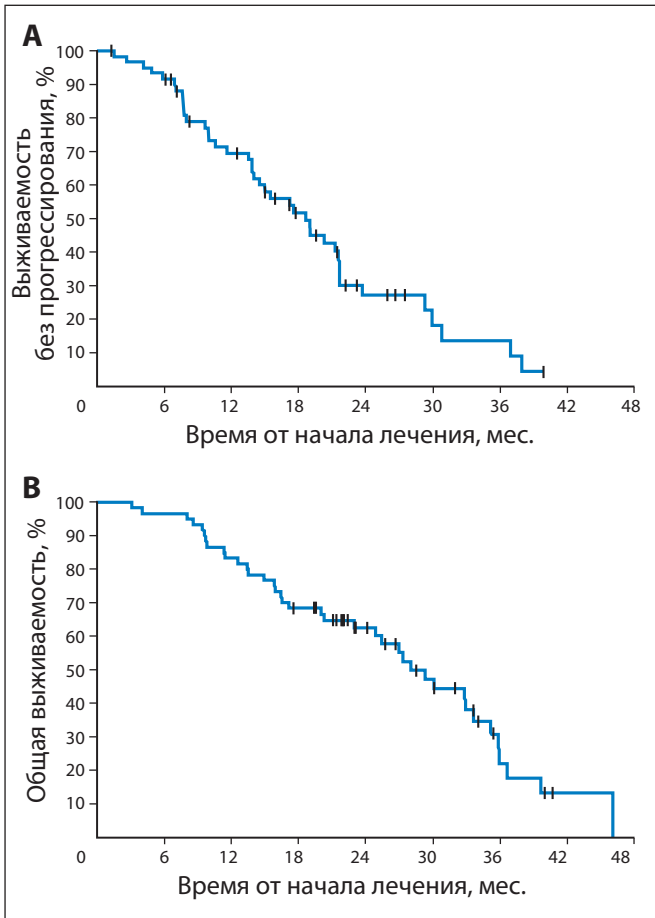 A
Выживаемость
без прогрессирования, %
100
90
80
70
60
50
40
30
20
10
0 6 12 18 24 30 36 42 48
Время от начала лечения, мес.
B
Общая выживаемость, %
100
90
80
70
60
50
40
30
20
10
0 6 12 18 24 30 36 42 48
Время от начала лечения, мес.